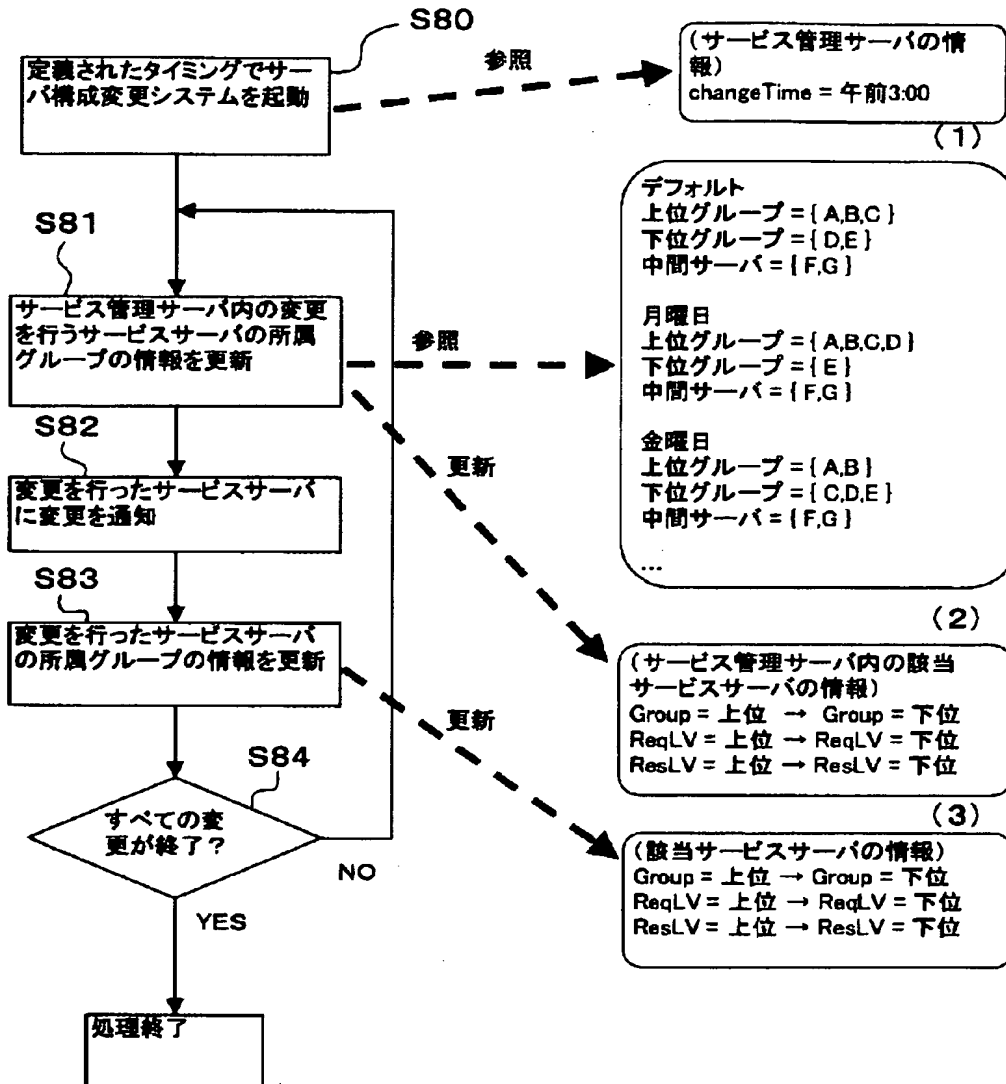 S80
定義されたタイミングでサー
バ構成変更システムを起動
参照
(サービス管理サーバの情
報)
changeTime = 午前3:00
(1)
デフォルト
上位グループ = { A,B,C }
下位グループ = { D,E }
中間サーバ = { F,G }
月曜日
上位グループ = { A,B,C,D }
下位グループ = { E }
中間サーバ = { F,G }
金曜日
上位グループ = { A,B }
下位グループ = { C,D,E }
中間サーバ = { F,G }
...
(2)
S81
サービス管理サーバ内の変更
を行うサービスサーバの所属
グループの情報を更新
参照
更新
S82
変更を行ったサービスサーバ
に変更を通知
S83
変更を行ったサービスサーバ
の所属グループの情報を更新
更新
(サービス管理サーバ内の該当
サービスサーバの情報)
Group = 上位 → Group = 下位
ReqLV = 上位 → ReqLV = 下位
ResLV = 上位 → ResLV = 下位
(3)
(該当サービスサーバの情報)
Group = 上位 → Group = 下位
ReqLV = 上位 → ReqLV = 下位
ResLV = 上位 → ResLV = 下位
S84
すべての変
更が終了？
NO
YES
処理終了